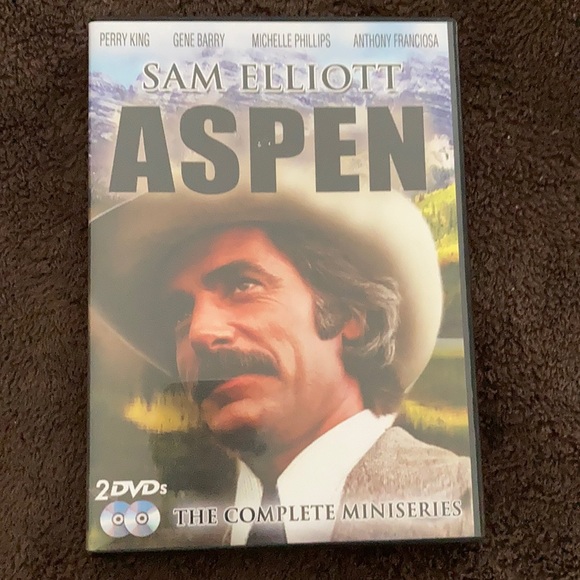 PERRY KING GENE BARRY MICHELLE PHILLIPS ANTHONY FRANCIOSA
SAM ELLIOTT
ASPEN
2 DVDs
THE COMPLETE MINISERIES